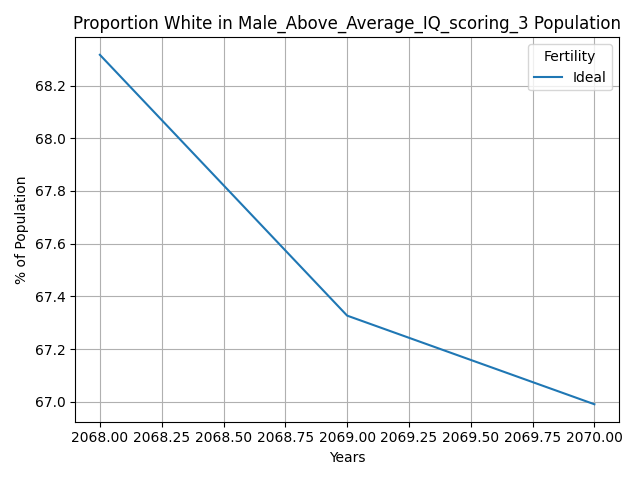 Proportion White in Male_Above_Average_IQ_scoring_3 Population
Fertility
Ideal
68.2
68.0
67.8
67.6
67.4
67.2
67.0
% of Population
2068.00 2068.25 2068.50 2068.75 2069.00 2069.25 2069.50 2069.75 2070.00
Years